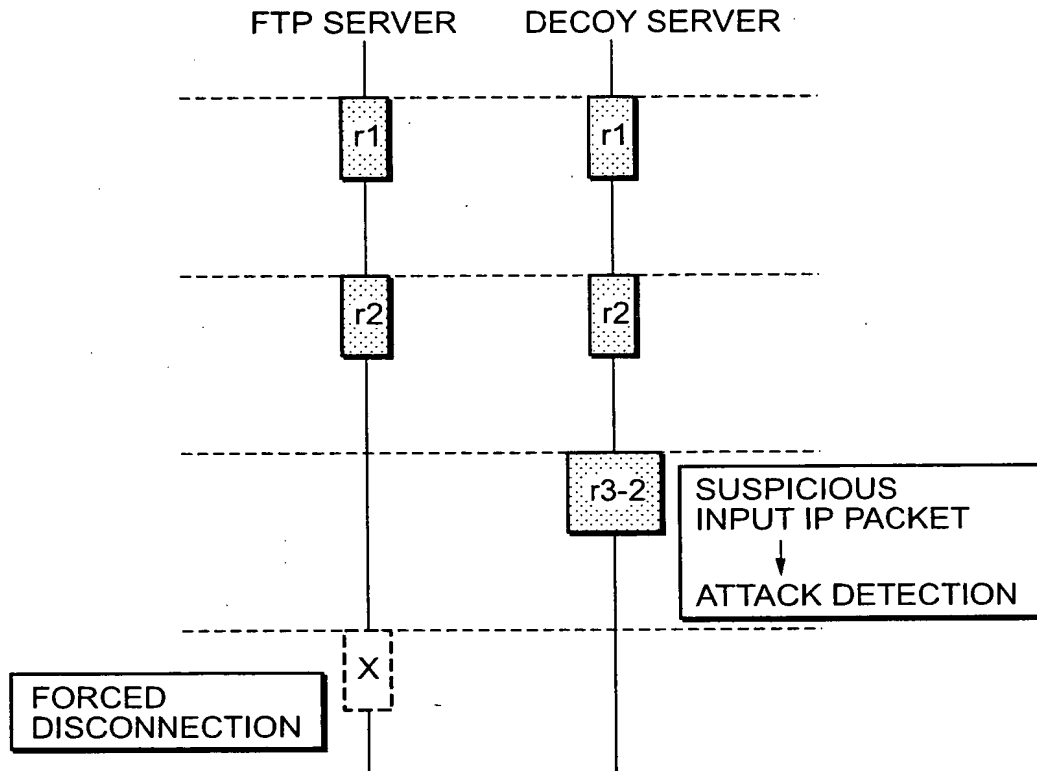 FTP SERVER
DECOY SERVER
r1
r1
r2
r2
r3-2
SUSPICIOUS
INPUT IP PACKET
ATTACK DETECTION
X
FORCED
DISCONNECTION